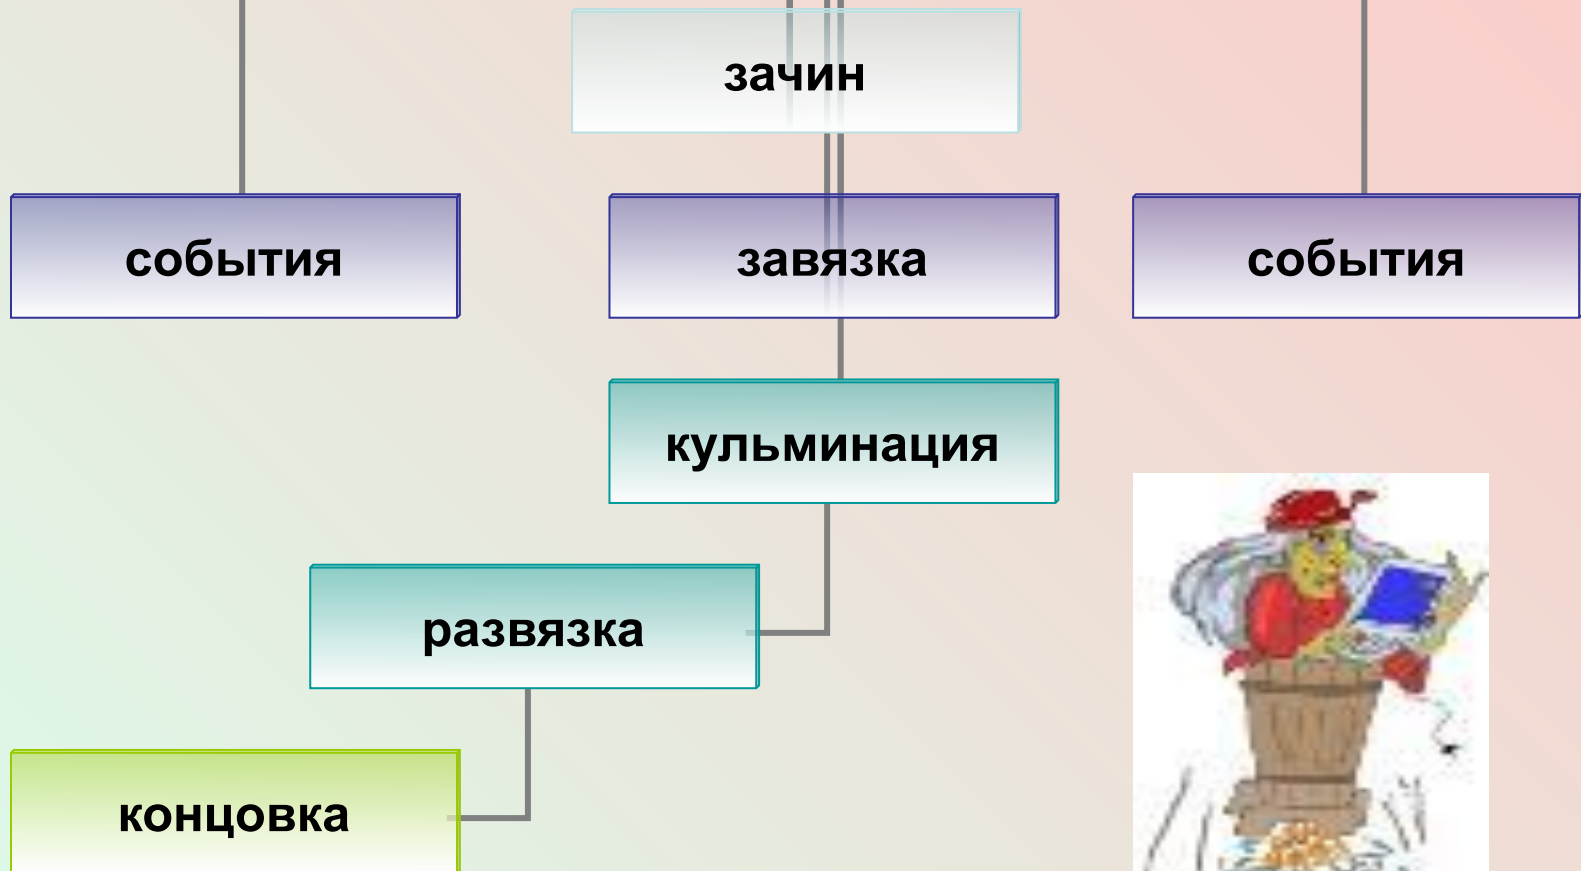 зачин
события
завязка
события
кульминация
развязка
концовка